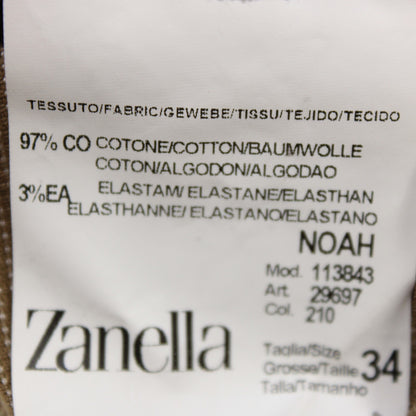 TESSUTO/FABRIC/GEWEBE/TISSU/TEJIDO/TECIDO
97% CO COTONE/COTTON/BAUMWOLLE
COTON/ALGODON/ALGODAO
3%EA ELASTAM/ ELASTANE/ELASTHAN
ELASTHANNE/ ELASTANO/ELASTANO
NOAH
Mod. 113843
Art. 29697
Col. 210
Zanella
Taglia/Size
Grosse/Taille 34
Talla/Tamanho